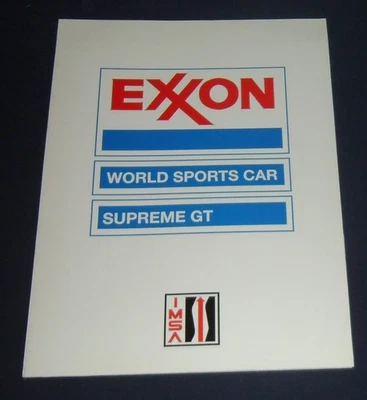 EXXON
WORLD SPORTS CAR
SUPREME GT
IMSA